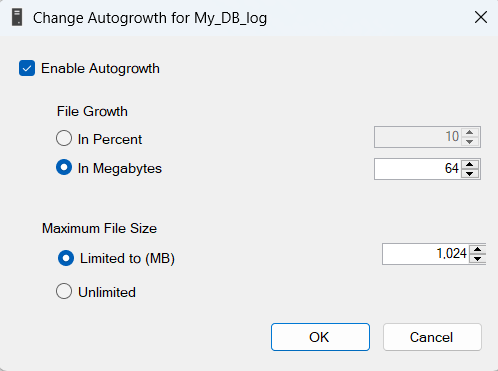 Change Autogrowth for My_DB_log
Enable Autogrowth
File Growth
In Percent 10
In Megabytes 64
Maximum File Size
Limited to (MB) 1,024
Unlimited
OK Cancel